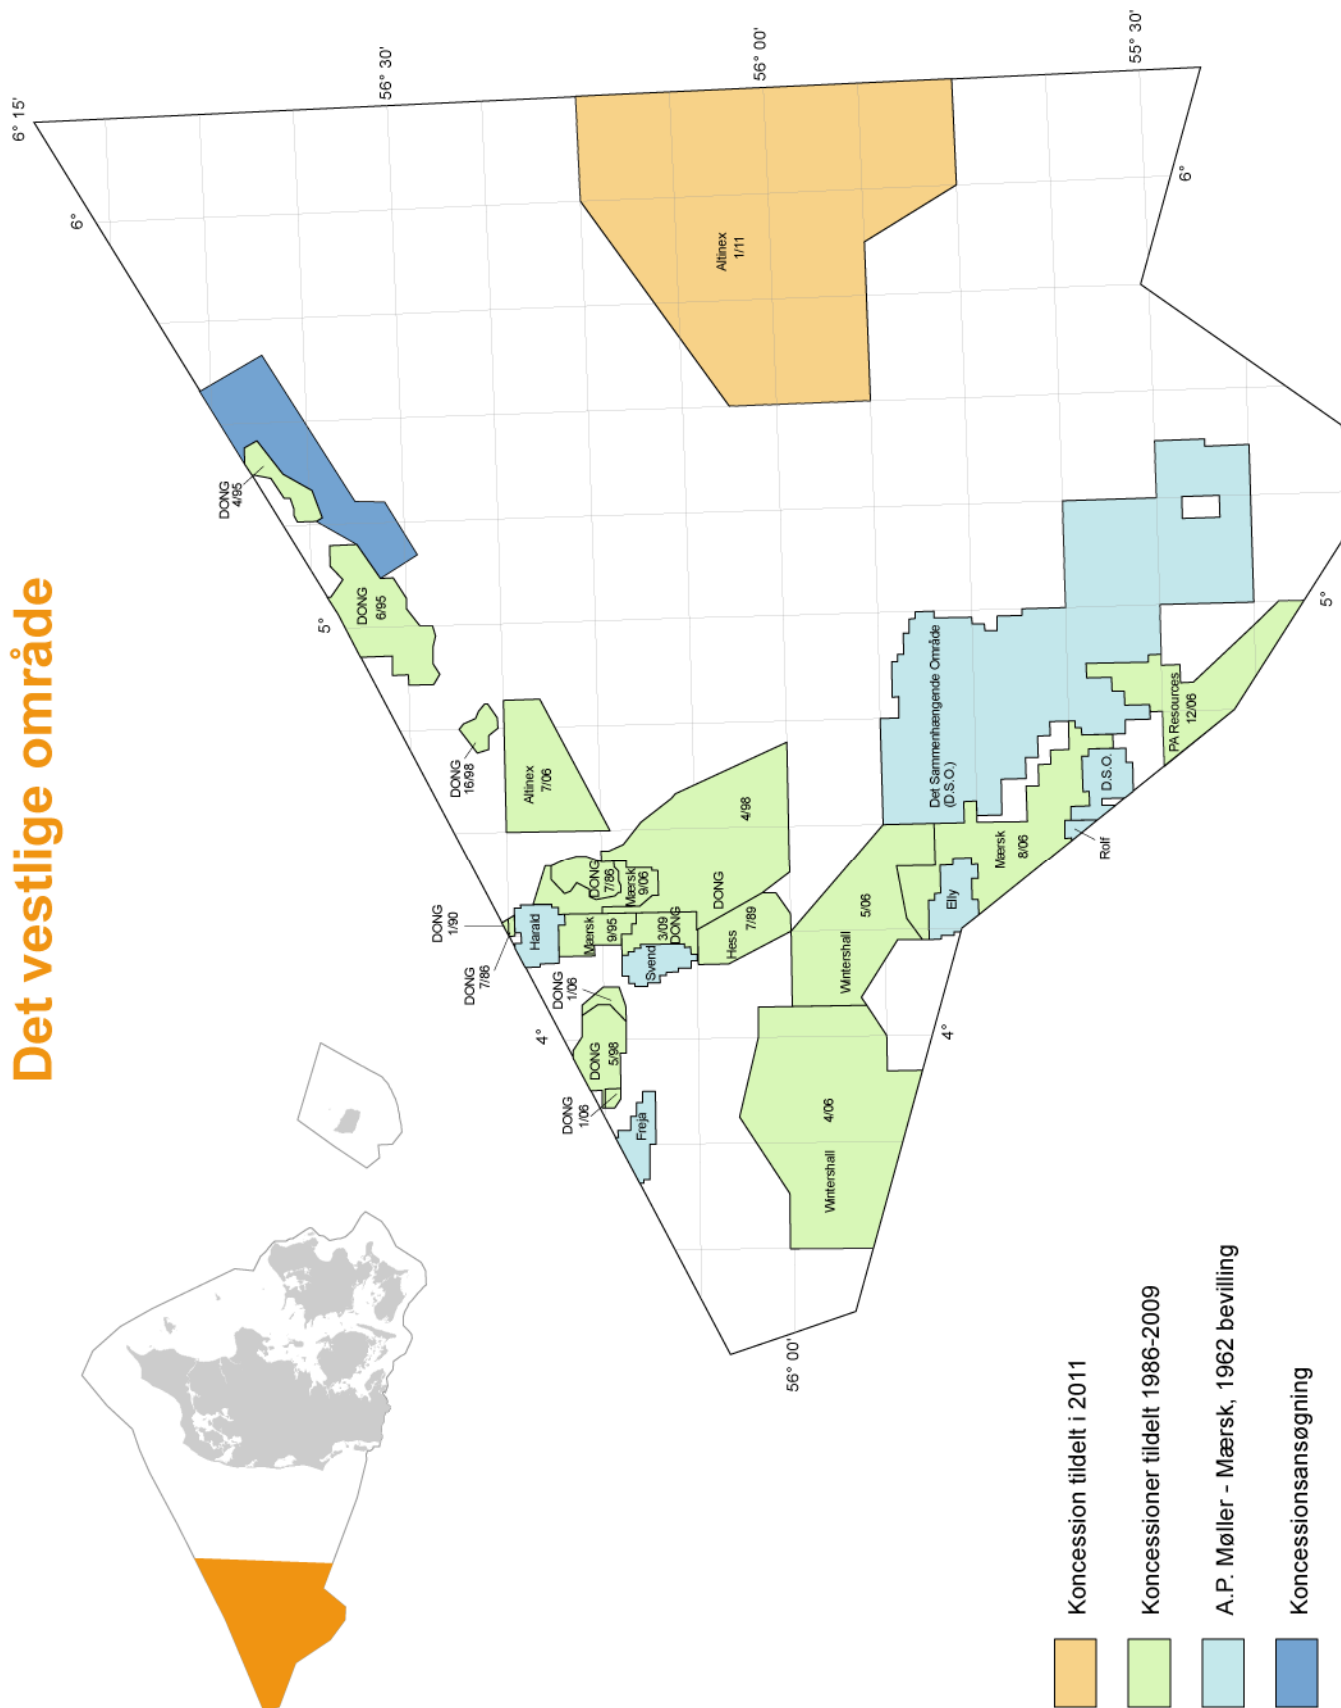 Det vestlige område
6° 15'
6°
56° 30'
56° 00'
55° 30'
6°
5°
5°
4°
4°
56° 00'
DONG
4/95
DONG
6/95
DONG
16/98
Altinex
7/06
Altinex
1/11
DONG
1/90
DONG
7/86
Harald
DONG
7/86
Mærsk
9/06
Mærsk
9/95
3/09
DONG
Svend
DONG
4/98
Hess
7/89
DONG
1/06
DONG
5/98
DONG
1/06
Freja
Wintershall
5/06
Wintershall
4/06
Det Sammenhængende Område
(D.S.O.)
Mærsk
8/06
Elly
Rolf
D.S.O.
PA Resouroes
12/06
Koncession tildelt i 2011
Koncessioner tildelt 1986-2009
A.P. Møller - Mærsk, 1962 bevilling
Koncessionsansøgning